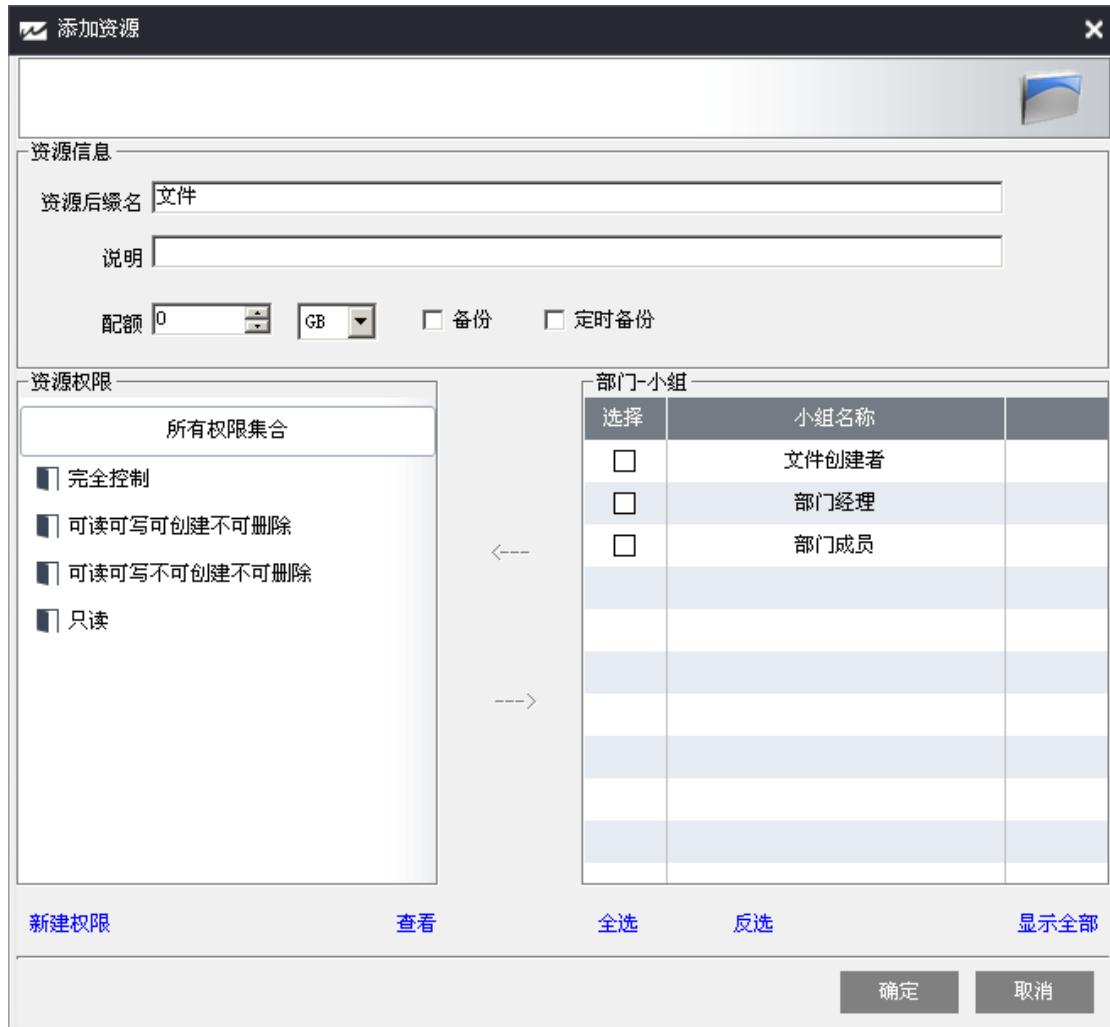 添加资源
资源信息
资源后缀名 文件
说明
配额 0 GB 备份 定时备份
资源权限
所有权限集合
完全控制
可读可写可创建不可删除
可读可写不可创建不可删除
只读
<---
--->
部门-小组
选择 小组名称
文件创建者
部门经理
部门成员
新建权限 查看 全选 反选 显示全部
确定 取消